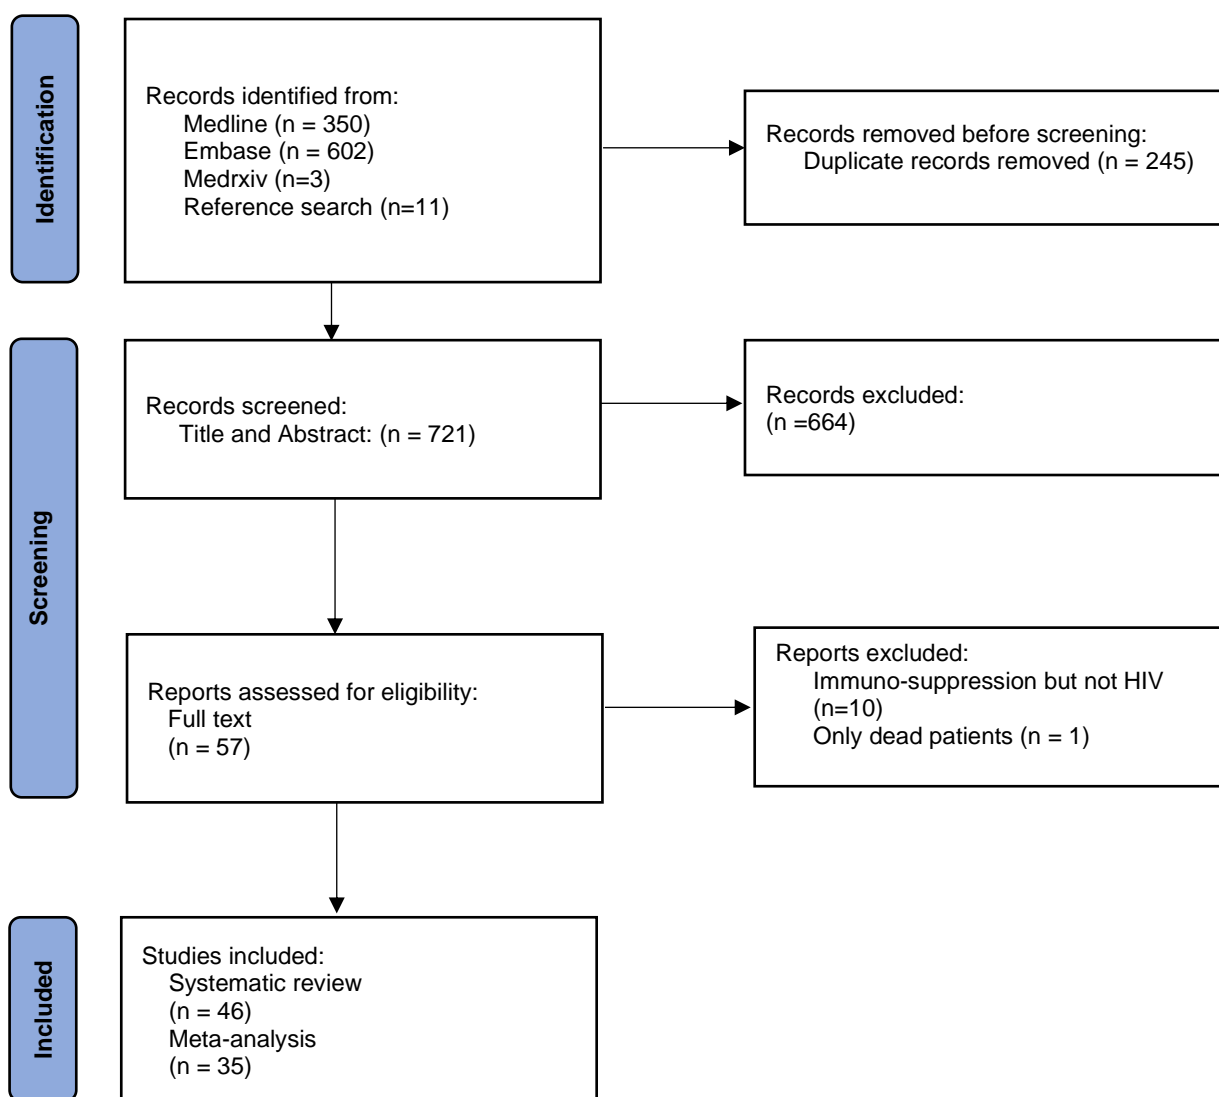 Identification
Records identified from:
Medline (n = 350)
Embase (n = 602)
Medrxiv (n=3)
Reference search (n=11)
Records removed before screening:
Duplicate records removed (n = 245)
Screening
Records screened:
Title and Abstract: (n = 721)
Records excluded:
(n =664)
Reports assessed for eligibility:
Full text
(n = 57)
Reports excluded:
Immuno-suppression but not HIV
(n=10)
Only dead patients (n = 1)
Included
Studies included:
Systematic review
(n = 46)
Meta-analysis
(n = 35)